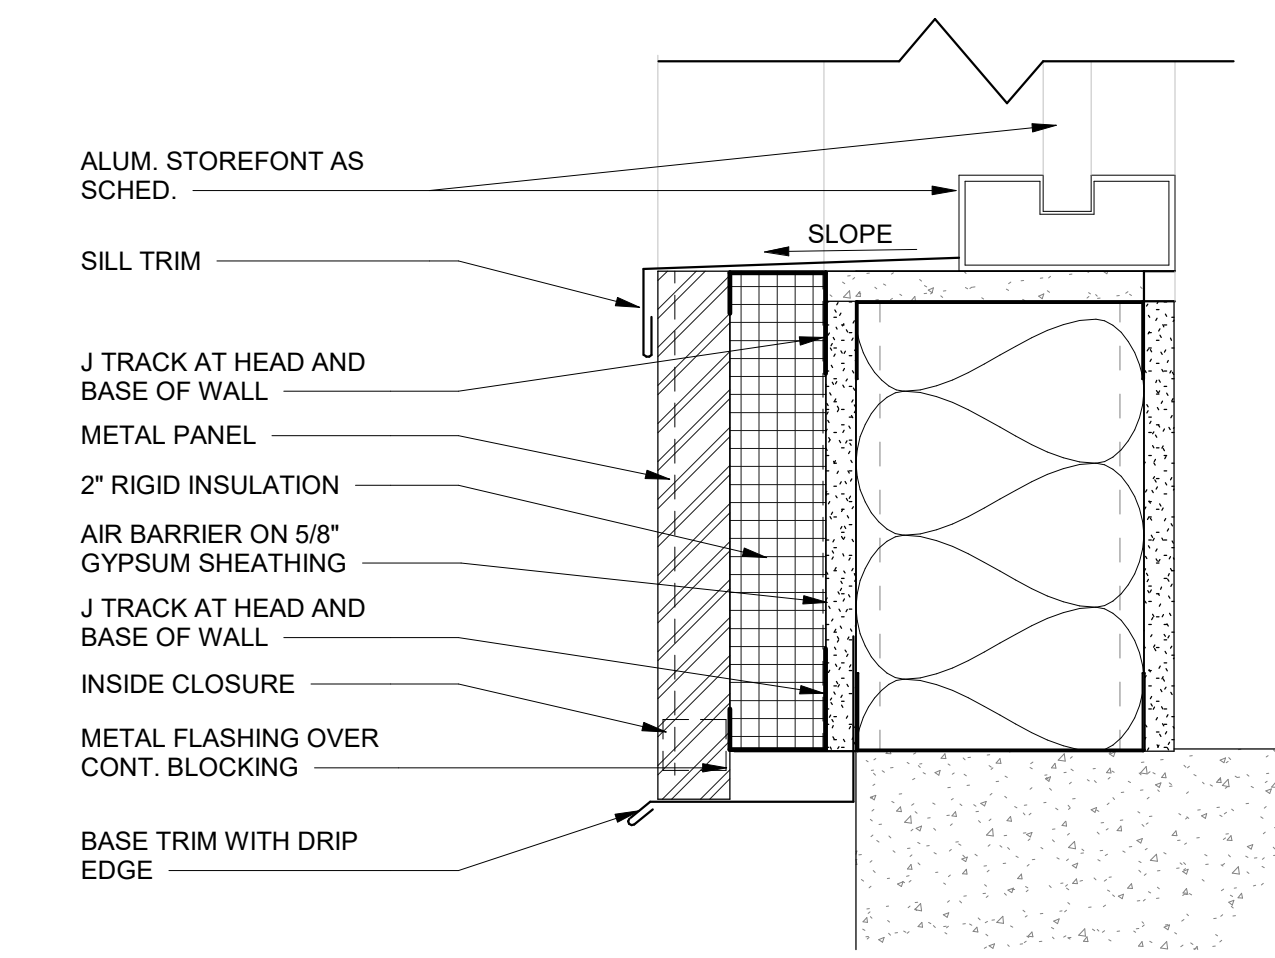 ALUM. STOREFONT AS
SCHED.
SLOPE
SILL TRIM
J TRACK AT HEAD AND
BASE OF WALL
METAL PANEL
2" RIGID INSULATION
AIR BARRIER ON 5/8"
GYPSUM SHEATHING
J TRACK AT HEAD AND
BASE OF WALL
INSIDE CLOSURE
METAL FLASHING OVER
CONT. BLOCKING
BASE TRIM WITH DRIP
EDGE